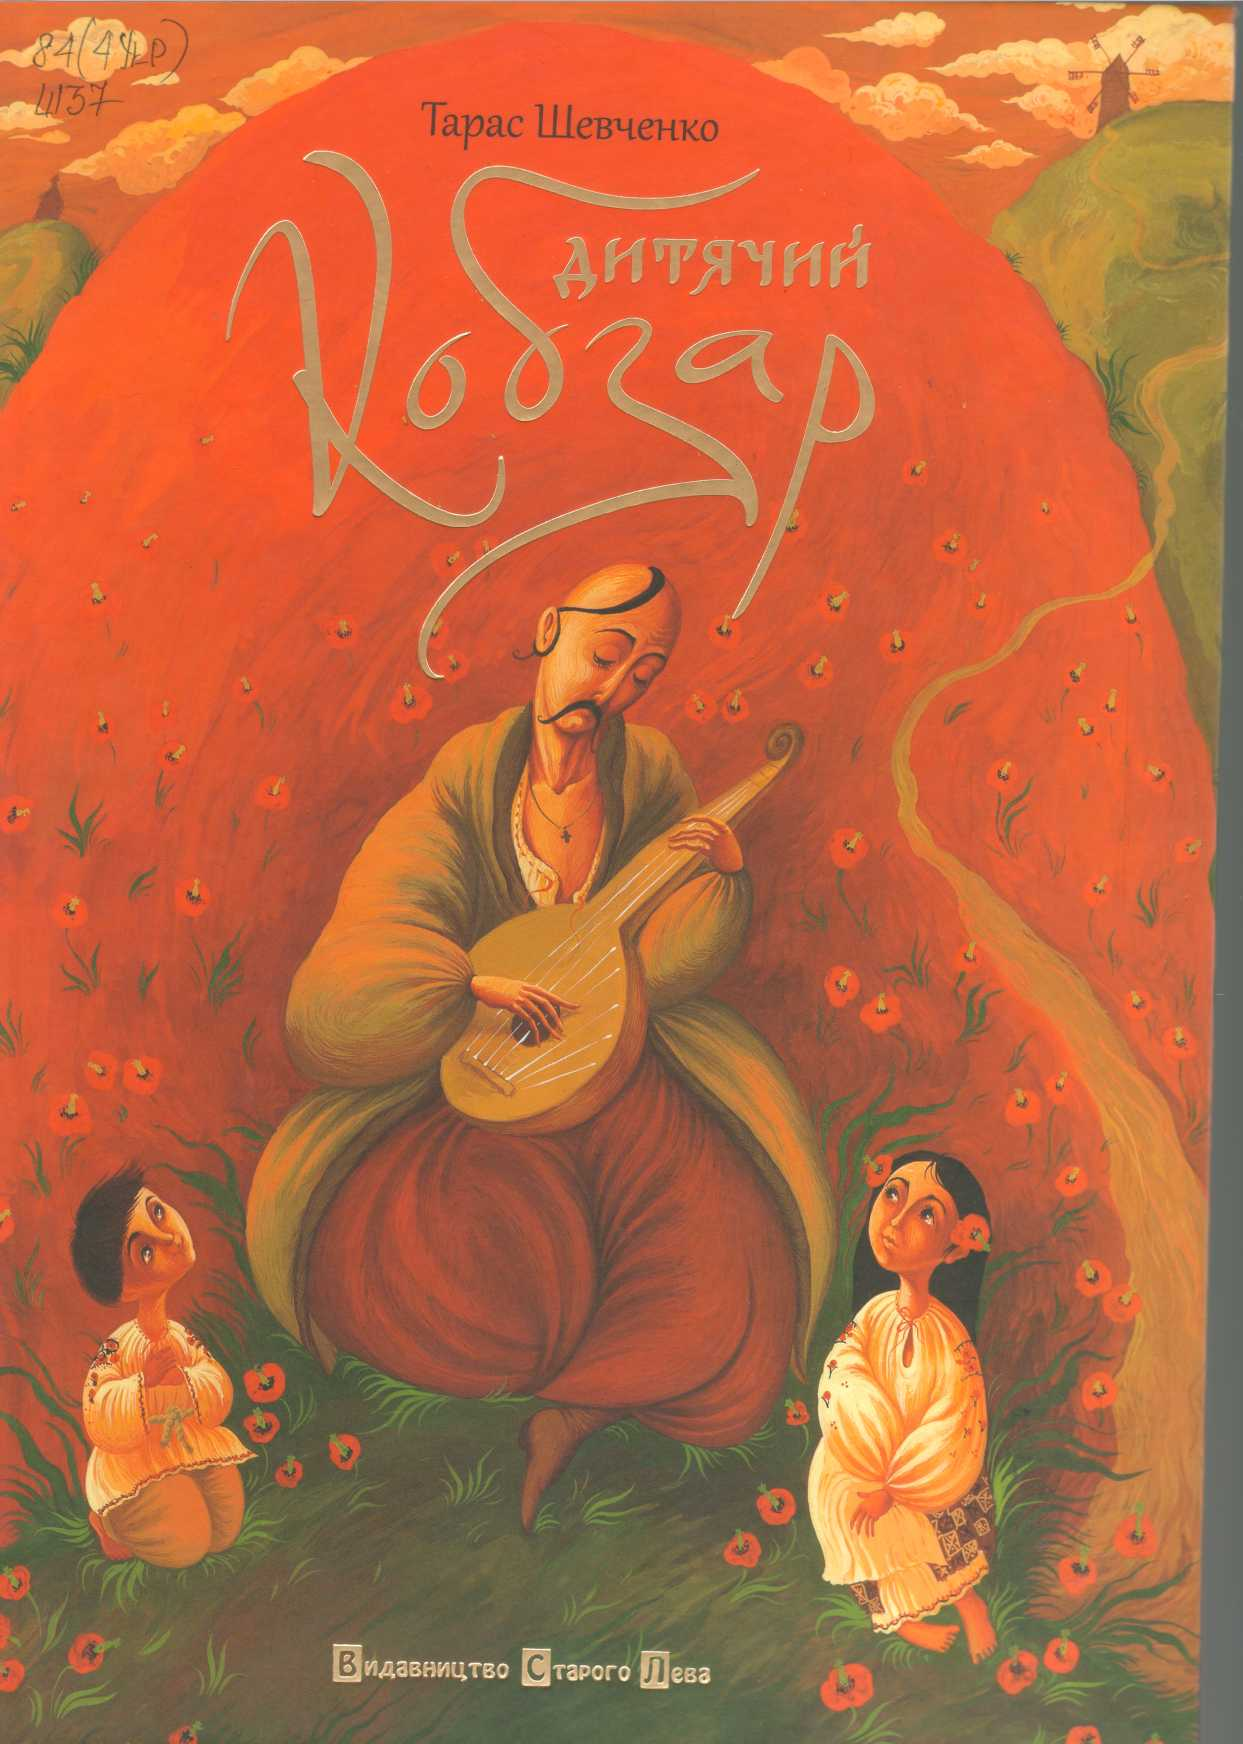 84(4Укр)
Ш37
Тарас Шевченко
дитячий
Кобзар
Видавництво Старого Лева